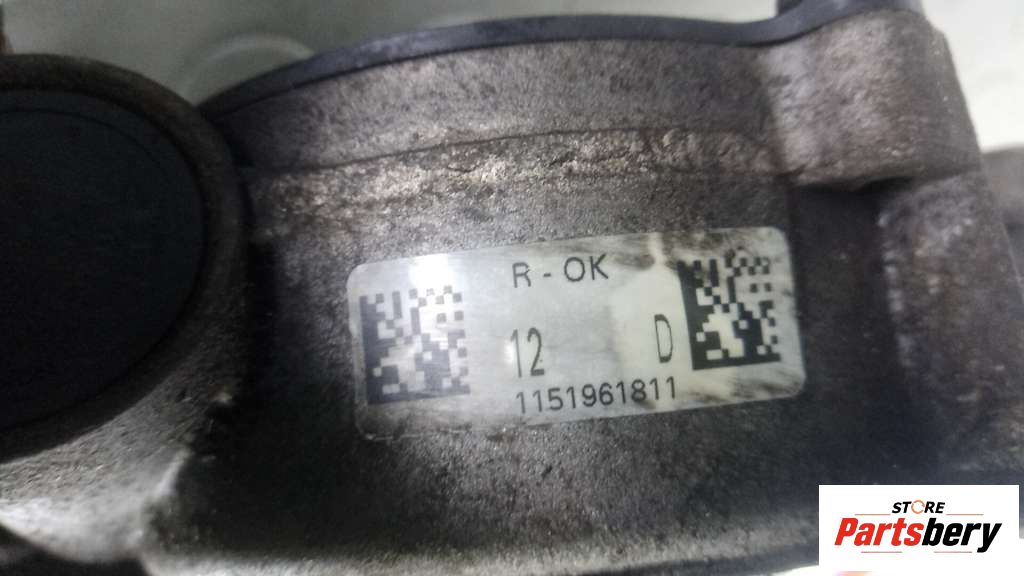 R - OK
12 D
1151961811
STORE
Partsbery